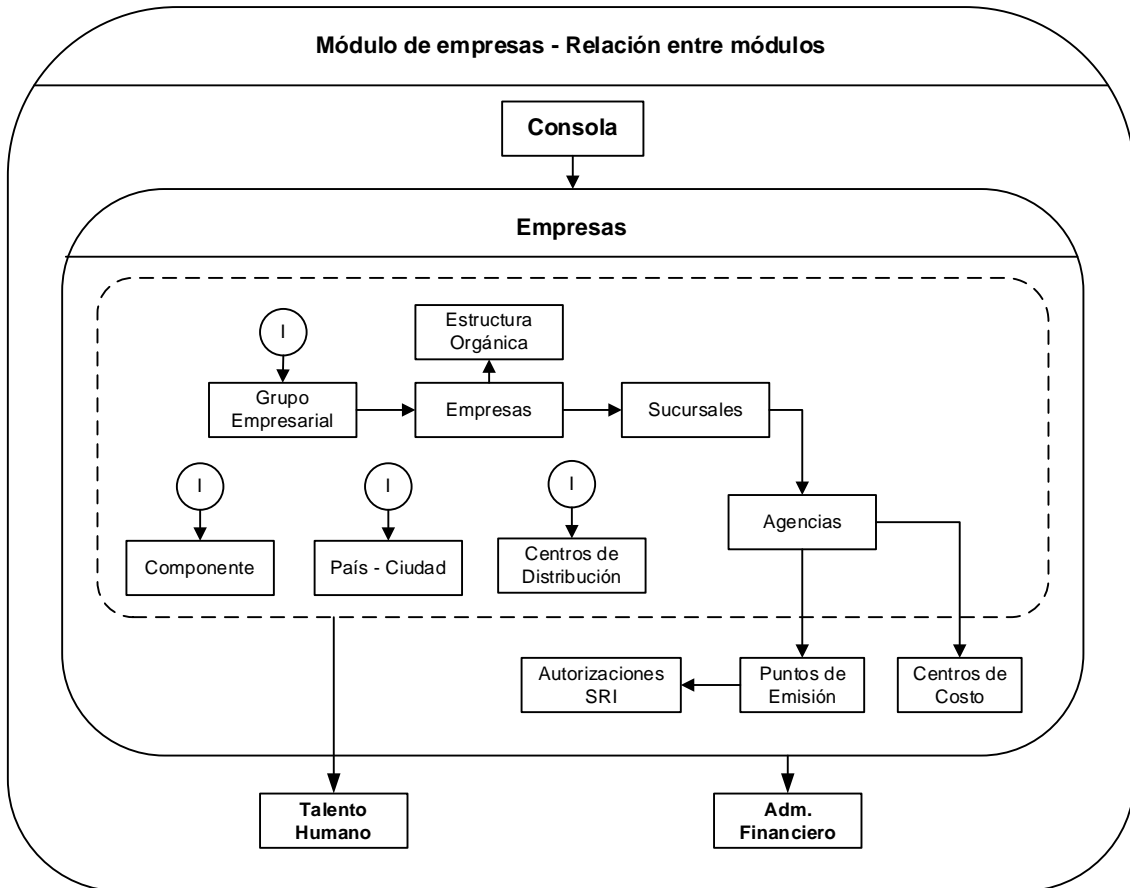 Módulo de empresas - Relación entre módulos
Consola
Empresas
Estructura
Orgánica
I
Grupo
Empresarial
Empresas
Sucursales
I
I
I
Componente
País - Ciudad
Centros de
Distribución
Agencias
Autorizaciones
SRI
Puntos de
Emisión
Centros de
Costo
Talento
Humano
Adm.
Financiero